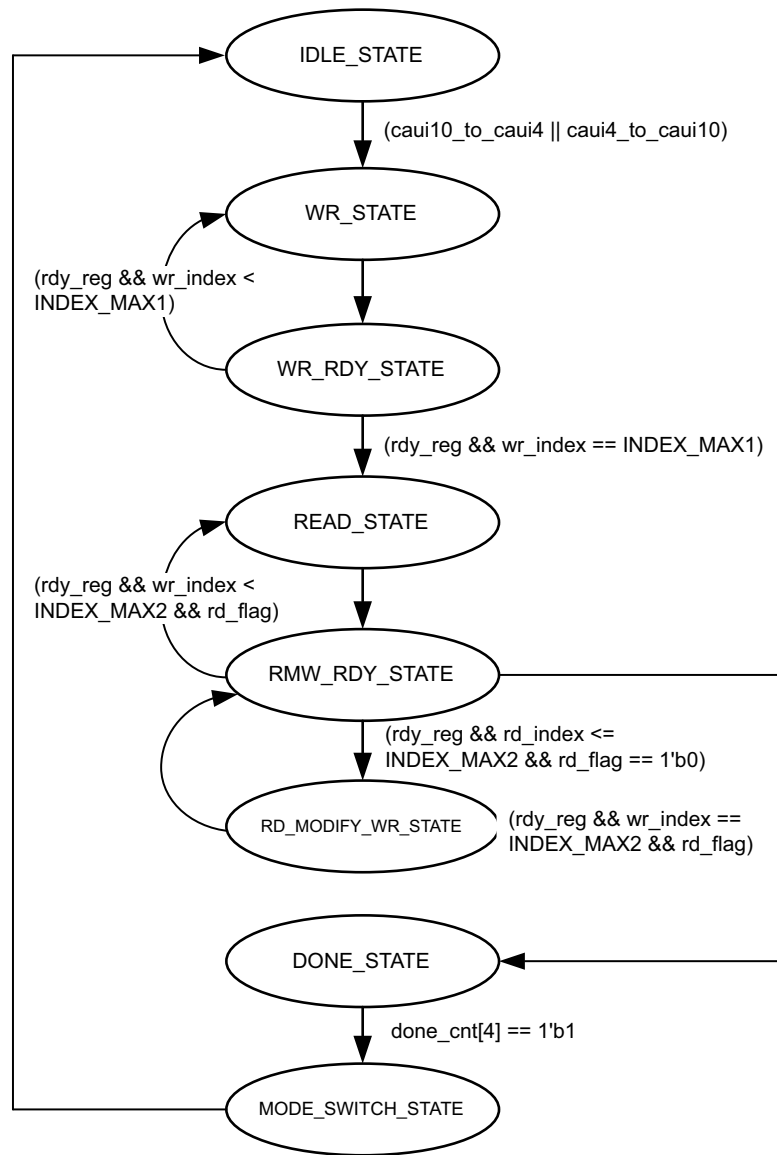 IDLE_STATE
(caui10_to_caui4 || caui4_to_caui10)
WR_STATE
(rdy_reg && wr_index <
INDEX_MAX1)
WR_RDY_STATE
(rdy_reg && wr_index == INDEX_MAX1)
READ_STATE
(rdy_reg && wr_index <
INDEX_MAX2 && rd_flag)
RMW_RDY_STATE
(rdy_reg && rd_index <=
INDEX_MAX2 && rd_flag == 1'b0)
RD_MODIFY_WR_STATE
(rdy_reg && wr_index ==
INDEX_MAX2 && rd_flag)
DONE_STATE
done_cnt[4] == 1'b1
MODE_SWITCH_STATE